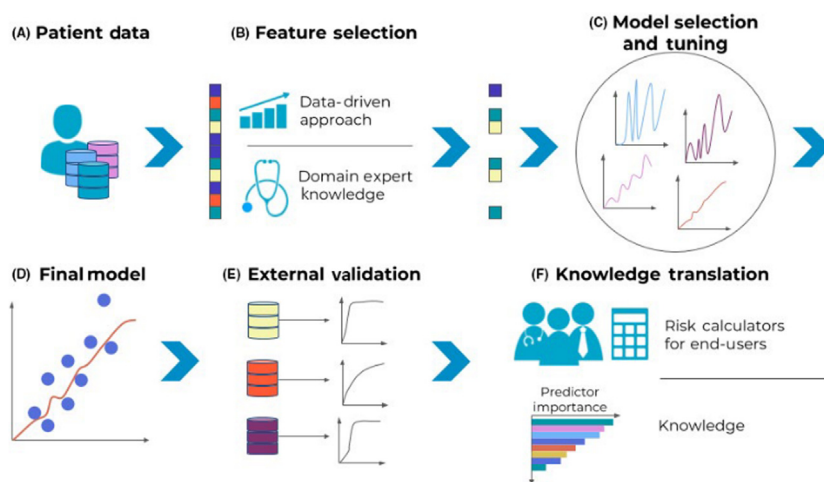 (A) Patient data
(B) Feature selection
Data-driven
approach
Domain expert
knowledge
(C) Model selection
and tuning
(D) Final model
(E) External validation
(F) Knowledge translation
Risk calculators
for end-users
Predictor
importance
Knowledge